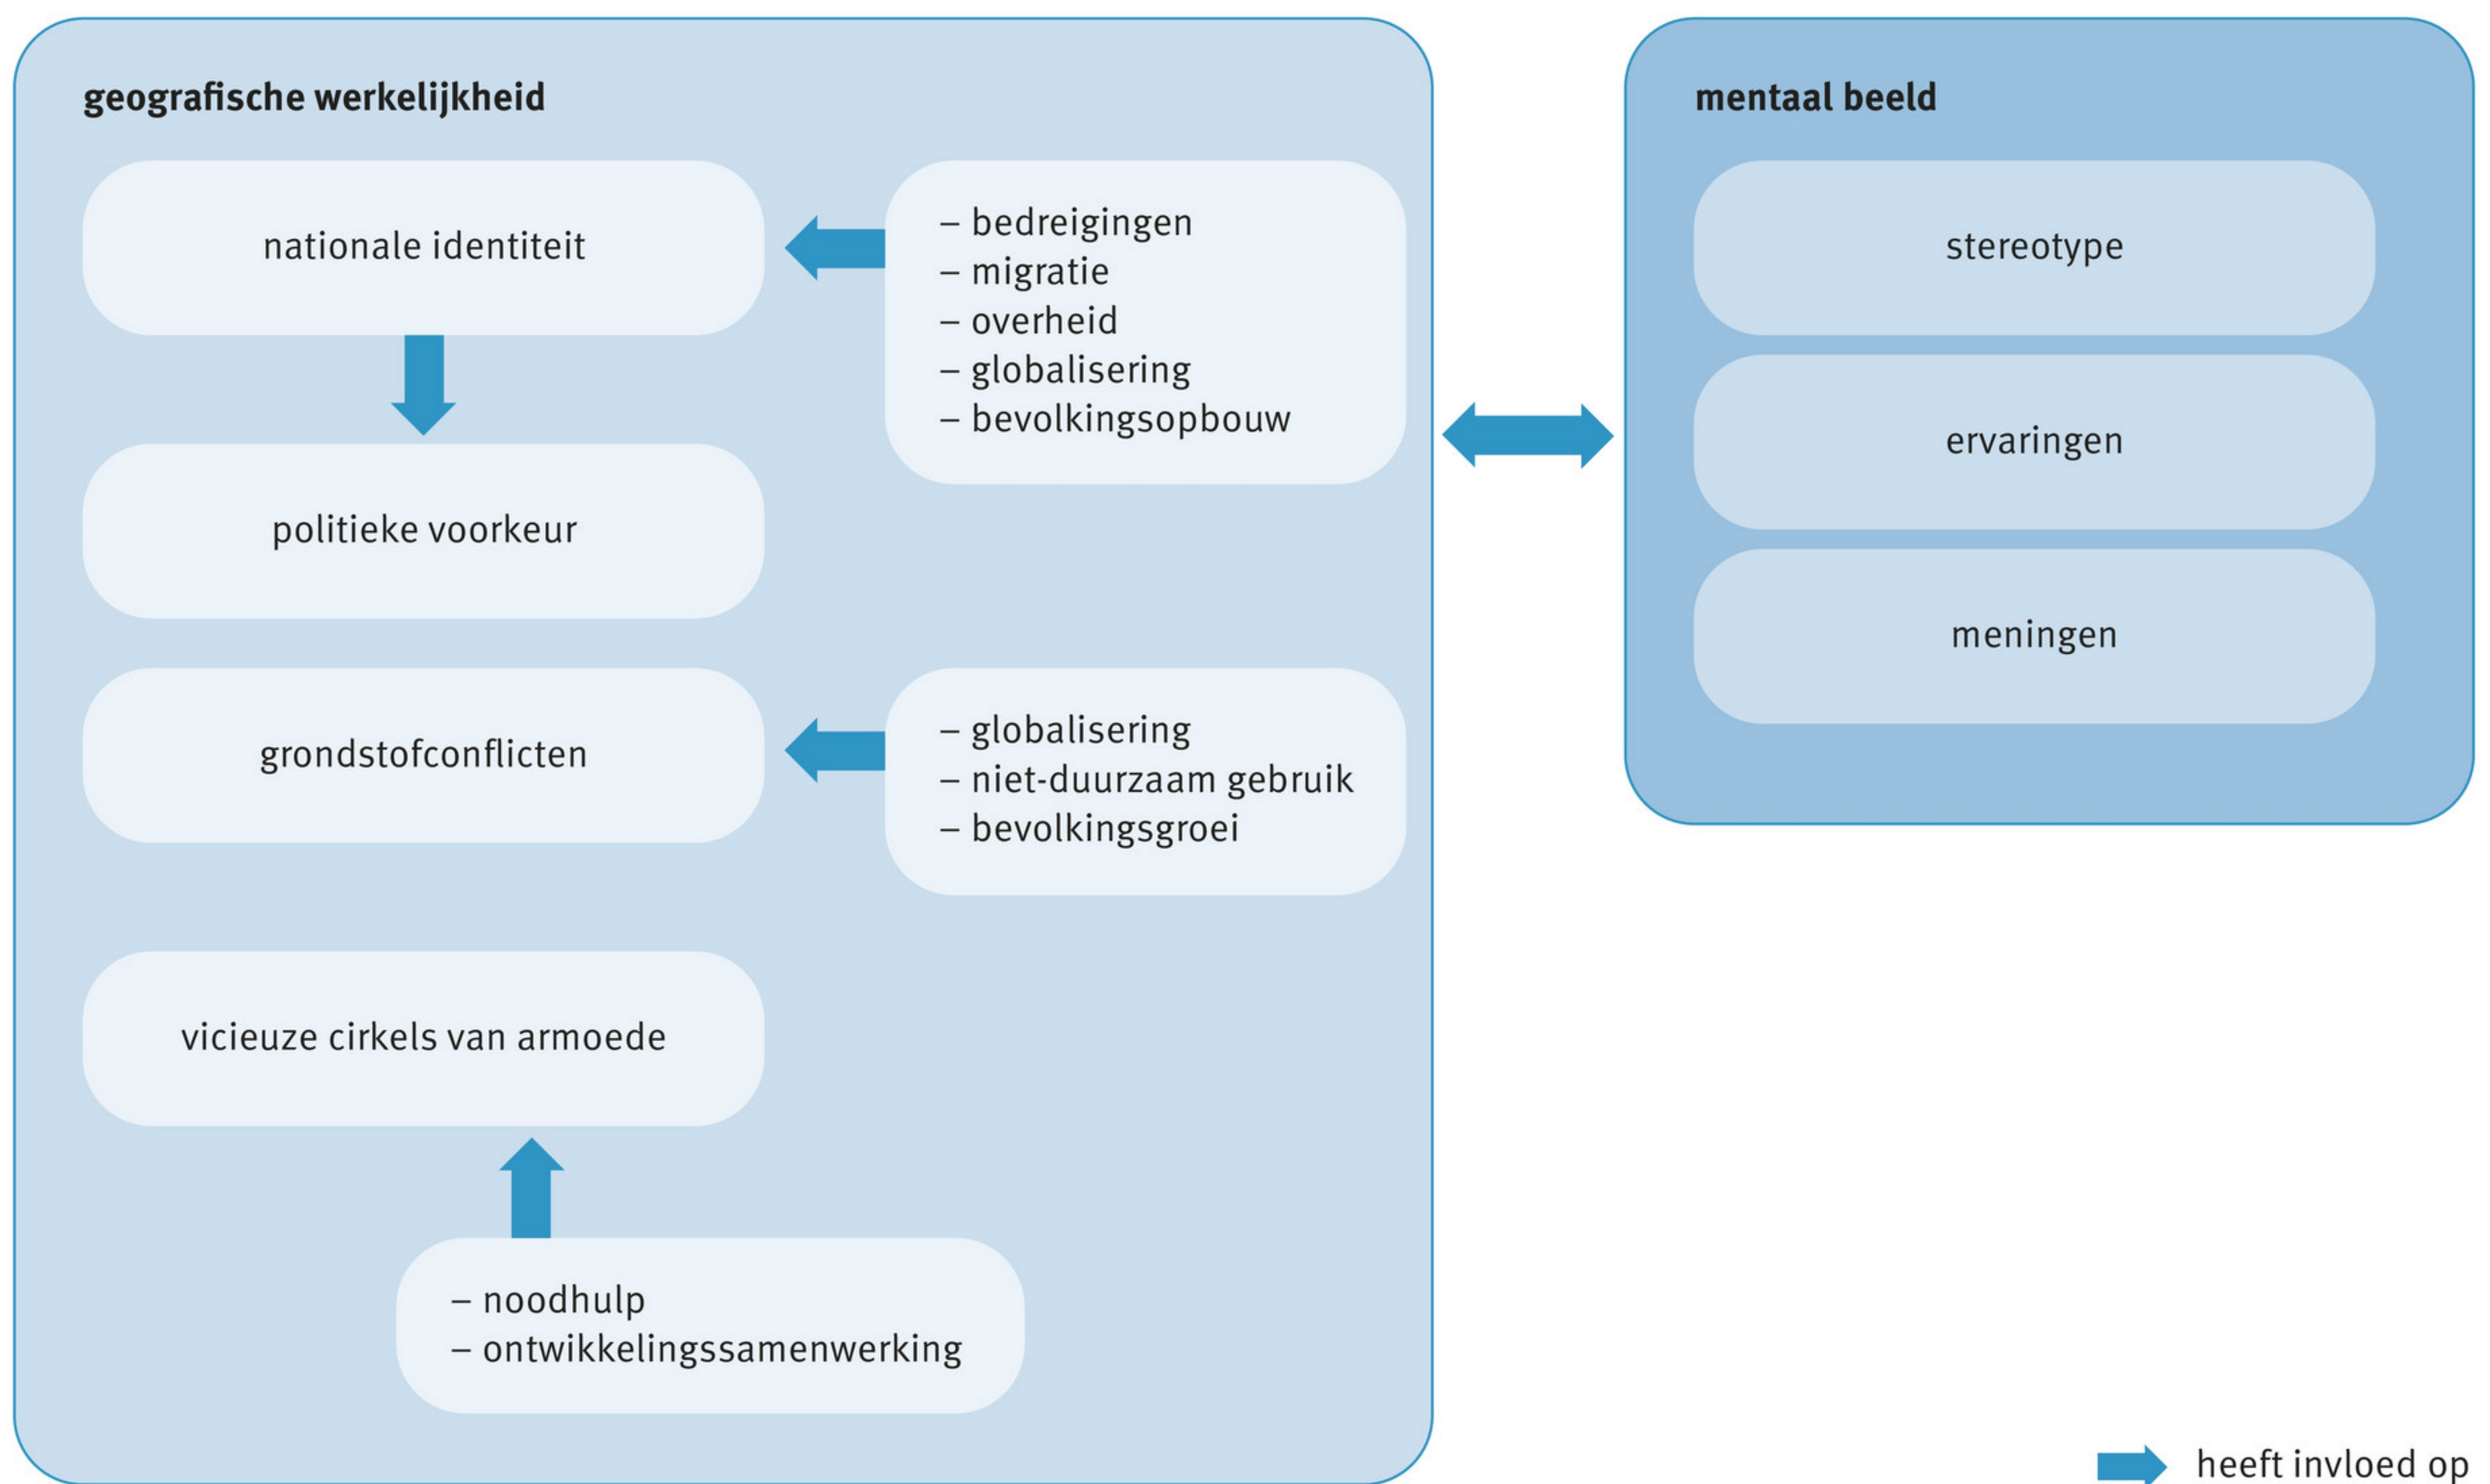 geografische werkelijkheid
nationale identiteit
– bedreigingen
– migratie
– overheid
– globalisering
– bevolkingsopbouw
politieke voorkeur
grondstofconflicten
– globalisering
– niet-duurzaam gebruik
– bevolkingsgroei
vicieuze cirkels van armoede
– noodhulp
– ontwikkelingssamenwerking
mentaal beeld
stereotype
ervaringen
meningen
heeft invloed op